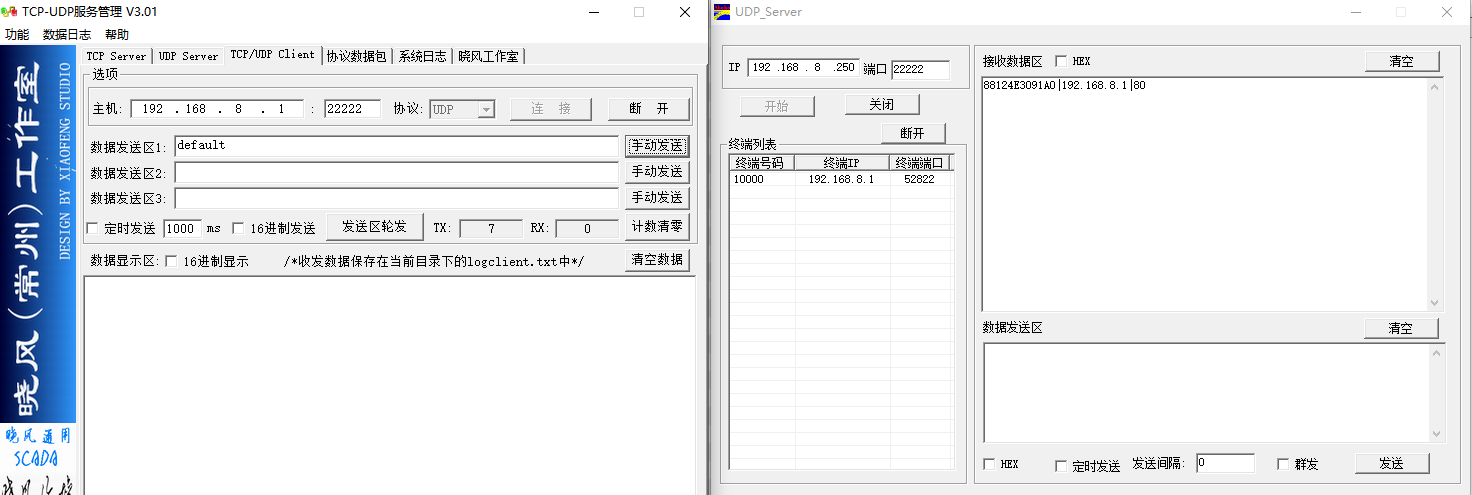 TCP-UDP服务管理 V3.01
功能 数据日志 帮助
TCP Server UDP Server TCP/UDP Client 协议数据包 系统日志 晓风工作室
选项
主机: 192 . 168 . 8 . 1 : 22222 协议: UDP 连 接 断 开
数据发送区1: default 手动发送
数据发送区2: 手动发送
数据发送区3: 手动发送
定时发送 1000 ms 16进制发送 发送区轮发 TX: 7 RX: 0 计数清零
数据显示区: 16进制显示 /*收发数据保存在当前目录下的logclient.txt中*/ 清空数据
晓风(常州)工作室
DESIGN BY XIAOFENG STUDIO
晓风通用
SCADA
UDP_Server
IP 192 .168 . 8 .250 端口 22222
开始 关闭
断开
终端列表
终端号码 终端IP 终端端口
10000 192.168.8.1 52822
接收数据区 HEX 清空
88124E3091A0|192.168.8.1|80
数据发送区 清空
HEX 定时发送 发送间隔: 0 群发 发送